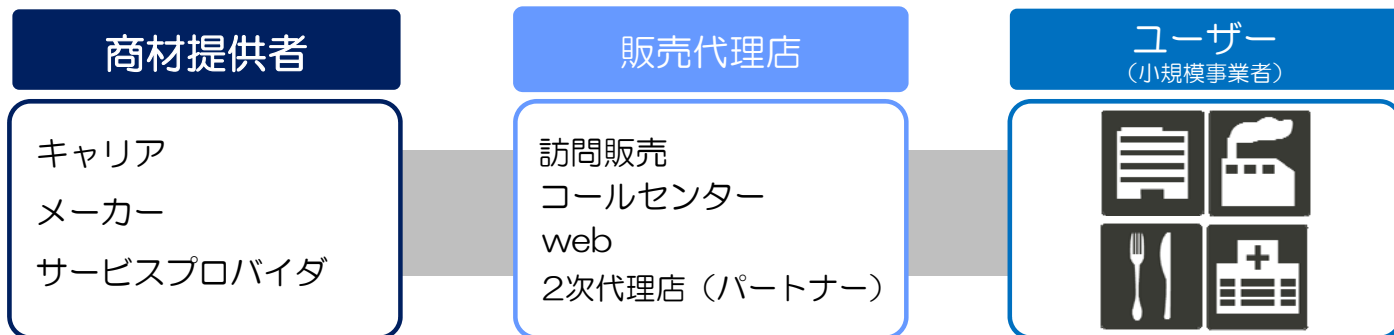 商材提供者
キャリア
メーカー
サービスプロバイダ
販売代理店
訪問販売
コールセンター
web
2次代理店（パートナー）
ユーザー
（小規模事業者）